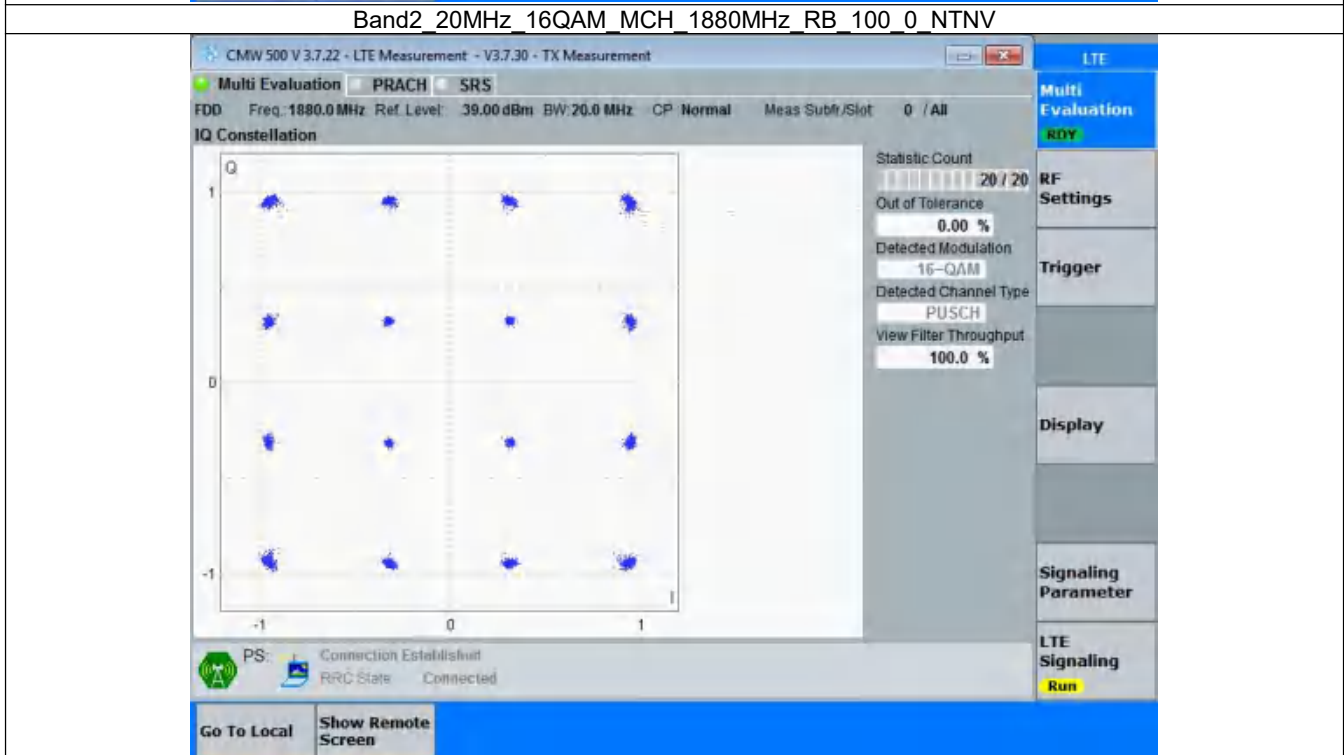 Band2_20MHz_16QAM_MCH_1880MHz_RB_100_0_NTNV
CMW 500 V 3.7.22 - LTE Measurement - V3.7.30 - TX Measurement
LTE
Multi Evaluation PRACH SRS
FDD Freq.: 1880.0 MHz Ref. Level: 39.00 dBm BW: 20.0 MHz CP: Normal Meas Subfr./Slot: 0 / All
IQ Constellation
Q
1
0
-1
-1 0 1
I
Statistic Count
20 / 20
Out of Tolerance
0.00 %
Detected Modulation
16-QAM
Detected Channel Type
PUSCH
View Filter Throughput
100.0 %
Multi
Evaluation
RDY
RF
Settings
Trigger
Display
Signaling
Parameter
LTE
Signaling
Run
PS: Connection Established
RRC State Connected
Go To Local
Show Remote
Screen